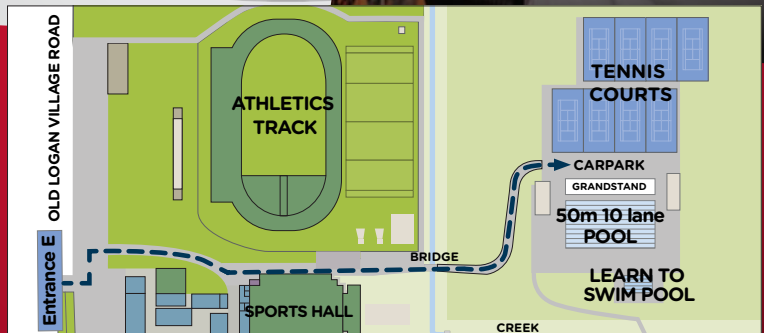 OLD LOGAN VILLAGE ROAD
Entrance E
ATHLETICS
TRACK
TENNIS
COURTS
CARPARK
GRANDSTAND
50m 10 lane
POOL
BRIDGE
LEARN TO
SWIM POOL
SPORTS HALL
CREEK